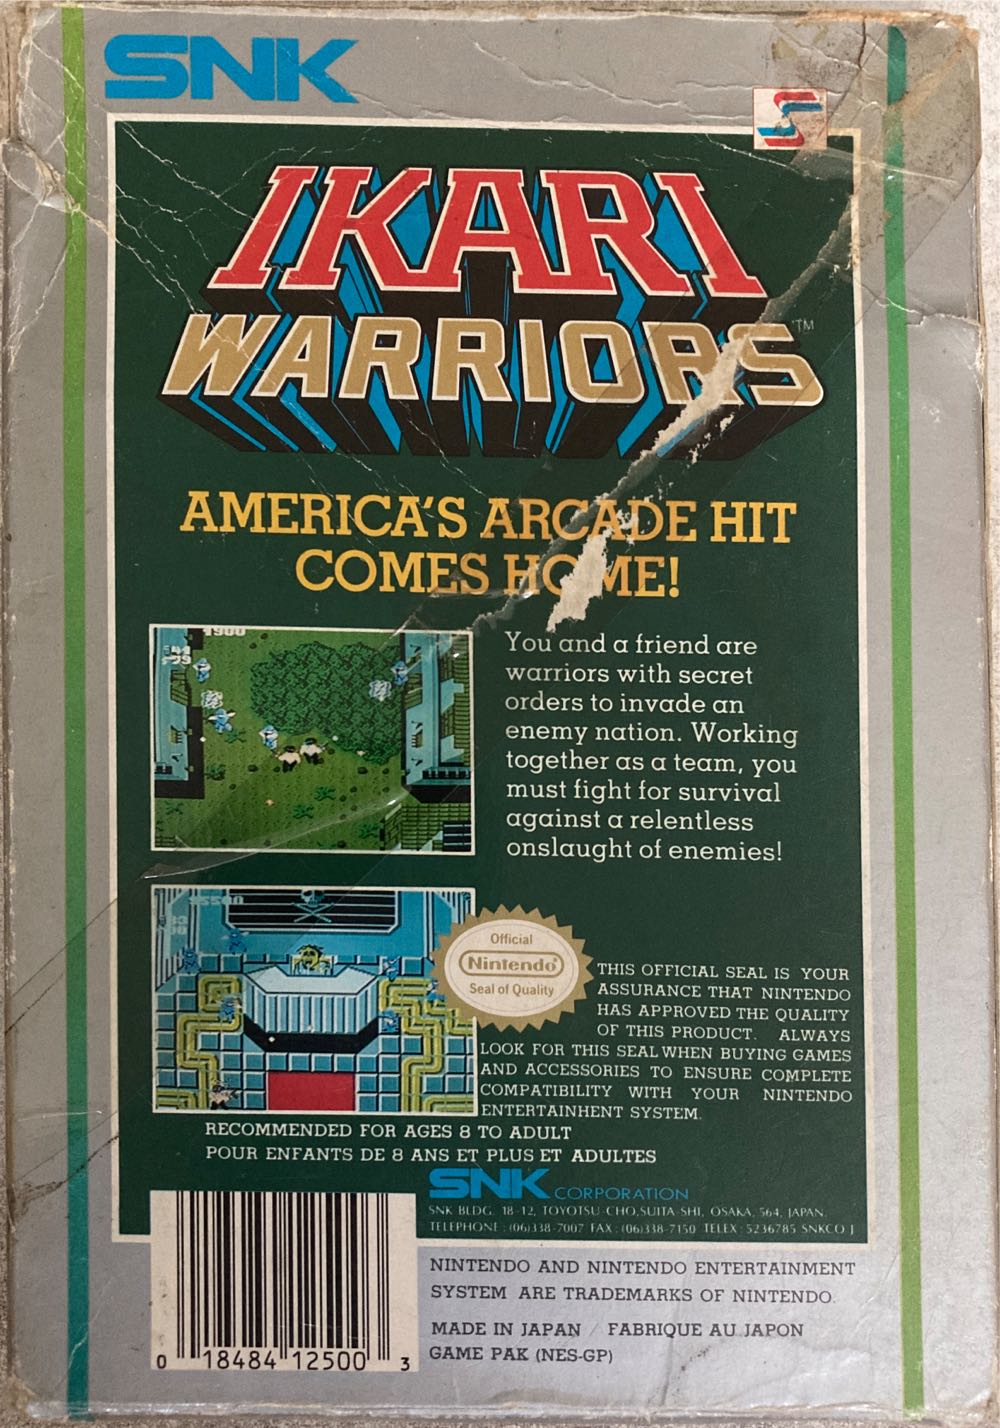 SNK
S
IKARI
WARRIORS™
AMERICA'S ARCADE HIT
COMES HOME!
1900
You and a friend are
warriors with secret
orders to invade an
enemy nation. Working
together as a team, you
must fight for survival
against a relentless
onslaught of enemies!
Official
Nintendo®
Seal of Quality
THIS OFFICIAL SEAL IS YOUR
ASSURANCE THAT NINTENDO
HAS APPROVED THE QUALITY
OF THIS PRODUCT. ALWAYS
LOOK FOR THIS SEAL WHEN BUYING GAMES
AND ACCESSORIES TO ENSURE COMPLETE
COMPATIBILITY WITH YOUR NINTENDO
ENTERTAINHENT SYSTEM.
RECOMMENDED FOR AGES 8 TO ADULT
POUR ENFANTS DE 8 ANS ET PLUS ET ADULTES
SNK CORPORATION
SNK BLDG. 18-12, TOYOTSU-CHO,SUITA-SHI, OSAKA, 564, JAPAN.
TELEPHONE : (06)338-7007 FAX : (06)338-7150 TELEX : 5236785 SNKCO J
NINTENDO AND NINTENDO ENTERTAINMENT
SYSTEM ARE TRADEMARKS OF NINTENDO.
MADE IN JAPAN / FABRIQUE AU JAPON
GAME PAK (NES-GP)
0 18484 12500 3